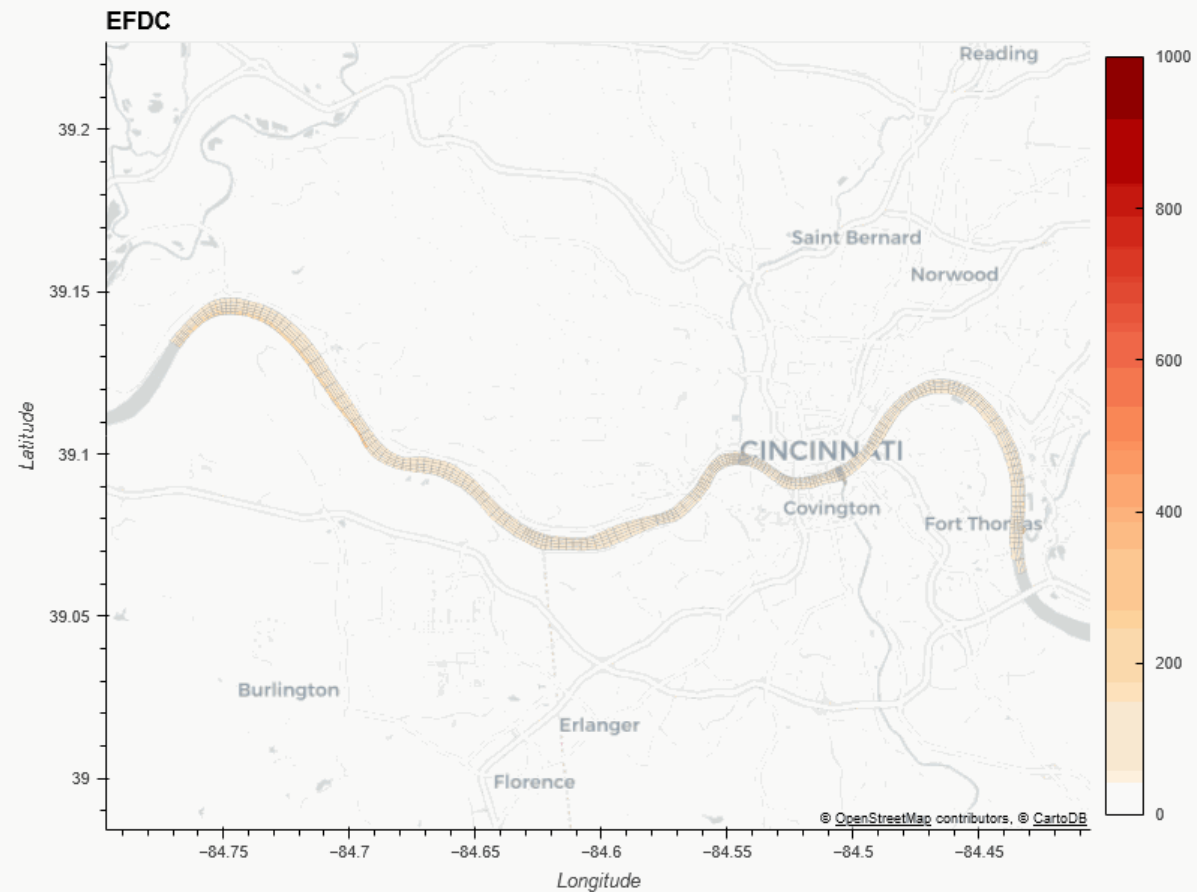 EFDC
Reading
Saint Bernard
Norwood
CINCINNATI
Covington
Fort Thomas
Burlington
Erlanger
Florence
© OpenStreetMap contributors, © CartoDB
39.2
39.15
39.1
39.05
39
Latitude
−84.75
−84.7
−84.65
−84.6
−84.55
−84.5
−84.45
Longitude
1000
800
600
400
200
0